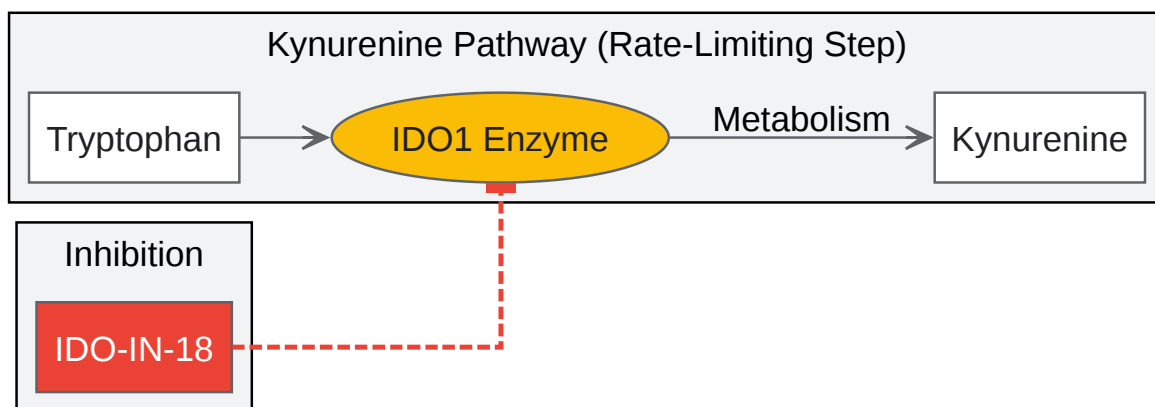 Kynurenine Pathway (Rate-Limiting Step)
Tryptophan
IDO1 Enzyme
Metabolism
Kynurenine
Inhibition
IDO-IN-18